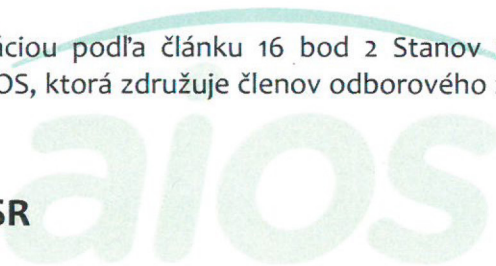 áciou podľa článku 16 bod 2 Stanov
OS, ktorá združuje členov odborového
SR
aios